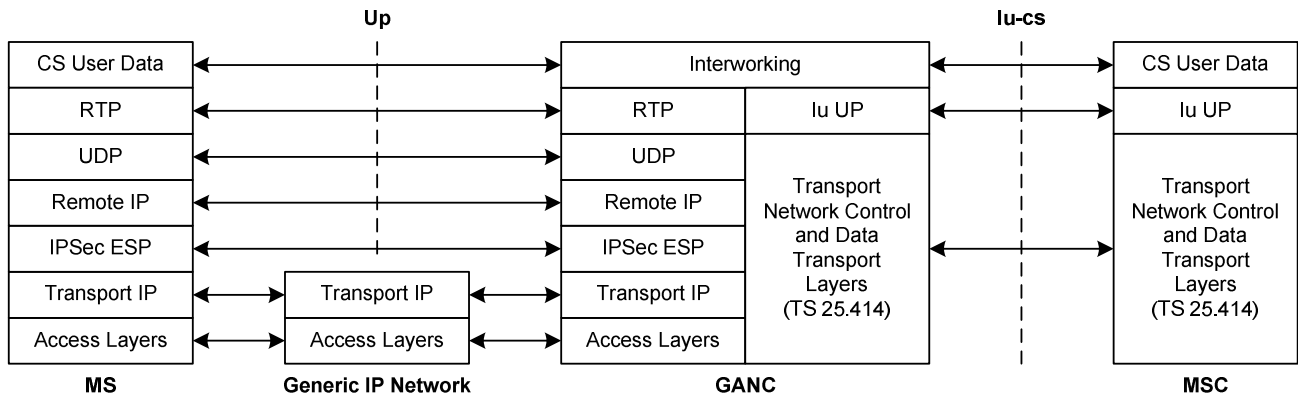 Up
Iu-cs
CS User Data
Interworking
CS User Data
RTP
RTP
Iu UP
Iu UP
UDP
UDP
Transport
Network Control
and Data
Transport
Layers
(TS 25.414)
Transport
Network Control
and Data
Transport
Layers
(TS 25.414)
Remote IP
Remote IP
IPSec ESP
IPSec ESP
Transport IP
Transport IP
Transport IP
Access Layers
Access Layers
Access Layers
MS
Generic IP Network
GANC
MSC